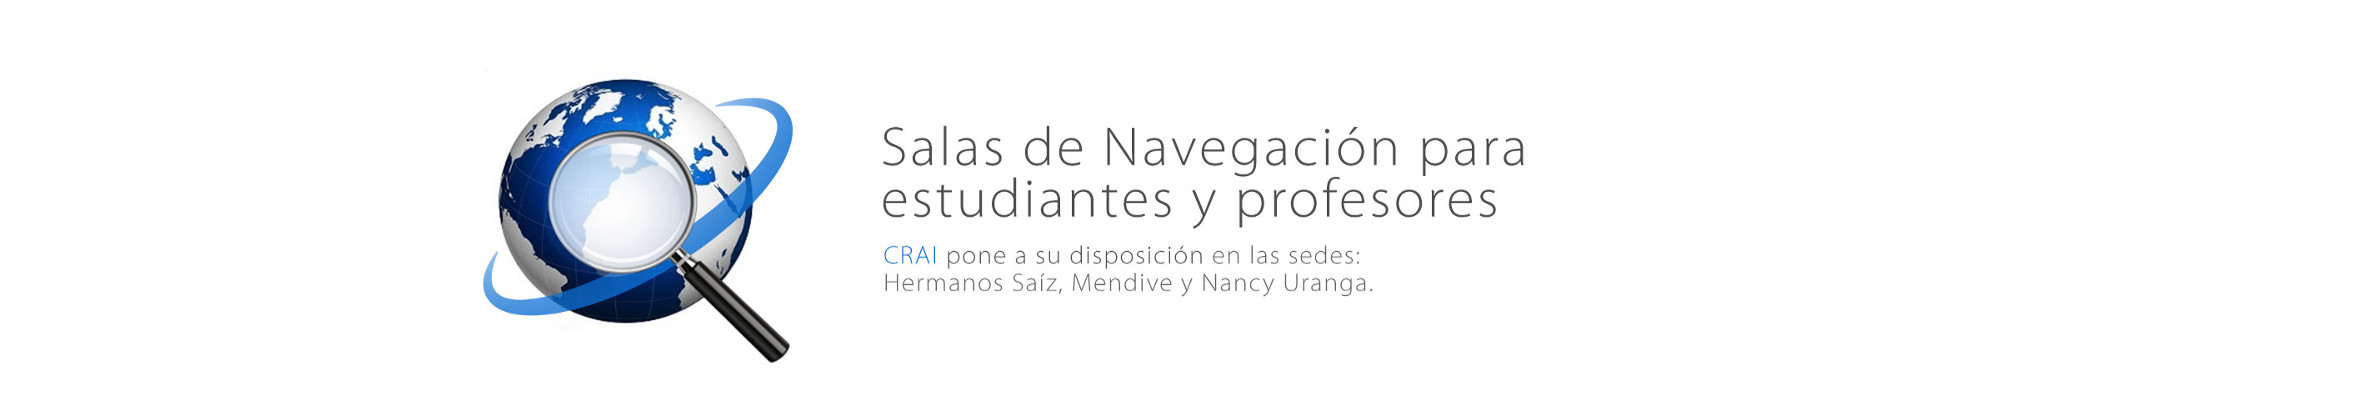 Salas de Navegación para
estudiantes y profesores
CRAI pone a su disposición en las sedes:
Hermanos Saíz, Mendive y Nancy Uranga.